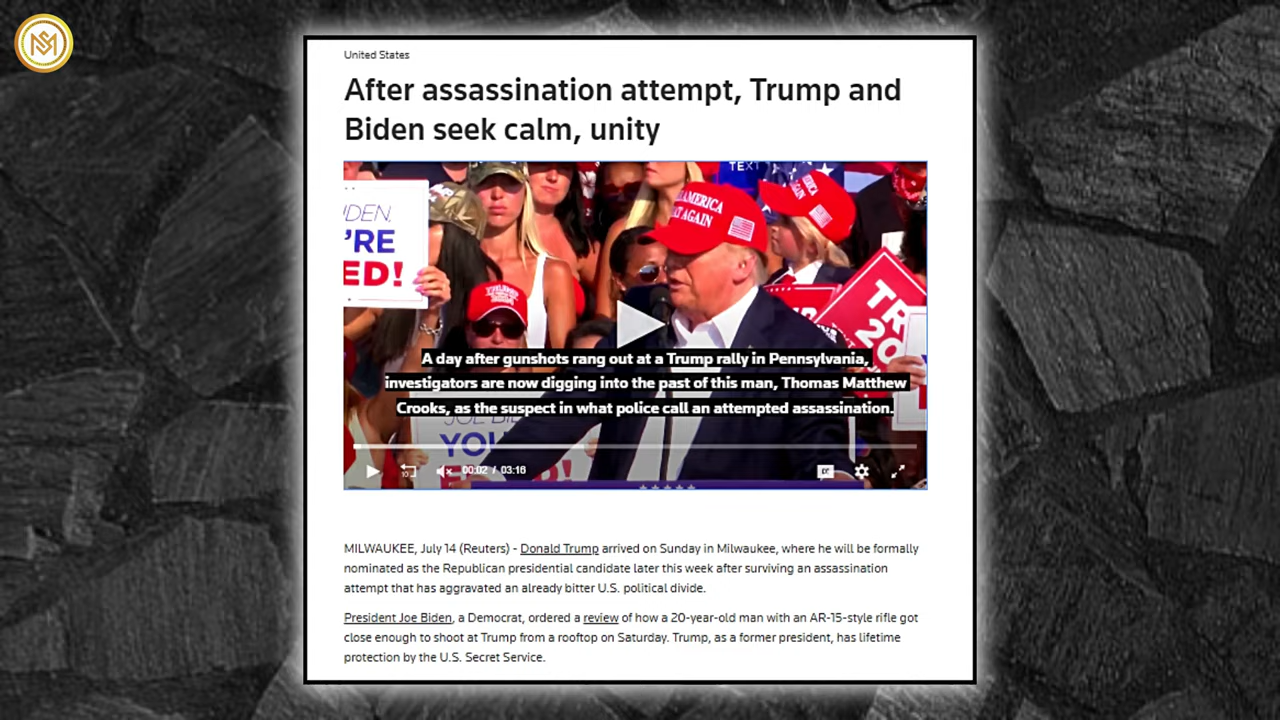 United States
After assassination attempt, Trump and
Biden seek calm, unity
TEXT
AMERICA
AGAIN
IDEN,
'RE
ED!
TRUMP
TR
20
A day after gunshots rang out at a Trump rally in Pennsylvania,
investigators are now digging into the past of this man, Thomas Matthew
Crooks, as the suspect in what police call an attempted assassination.
YOU
10
00:02 / 03:16
MILWAUKEE, July 14 (Reuters) - Donald Trump arrived on Sunday in Milwaukee, where he will be formally
nominated as the Republican presidential candidate later this week after surviving an assassination
attempt that has aggravated an already bitter U.S. political divide.
President Joe Biden, a Democrat, ordered a review of how a 20-year-old man with an AR-15-style rifle got
close enough to shoot at Trump from a rooftop on Saturday. Trump, as a former president, has lifetime
protection by the U.S. Secret Service.